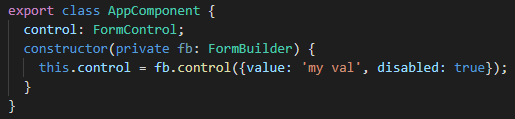 export class AppComponent {
  control: FormControl;
  constructor(private fb: FormBuilder) {
    this.control = fb.control({value: 'my val', disabled: true});
  }
}